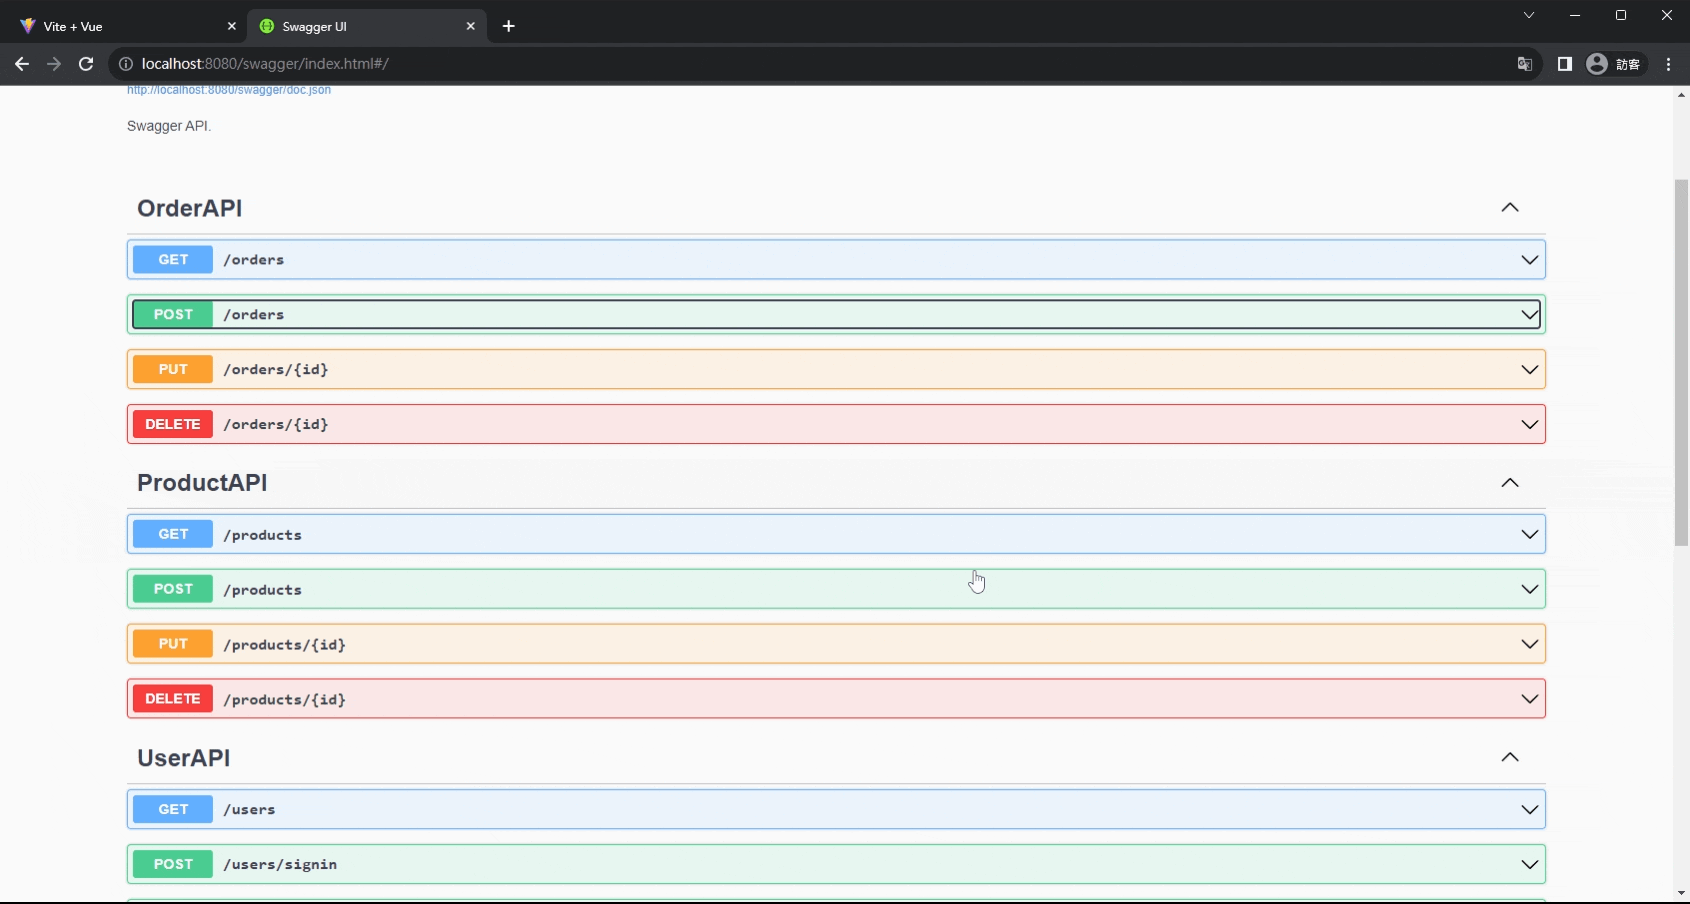 Vite + Vue
Swagger UI
localhost:8080/swagger/index.html#/
訪客
http://localhost:8080/swagger/doc.json
Swagger API.
OrderAPI
GET /orders
POST /orders
PUT /orders/{id}
DELETE /orders/{id}
ProductAPI
GET /products
POST /products
PUT /products/{id}
DELETE /products/{id}
UserAPI
GET /users
POST /users/signin